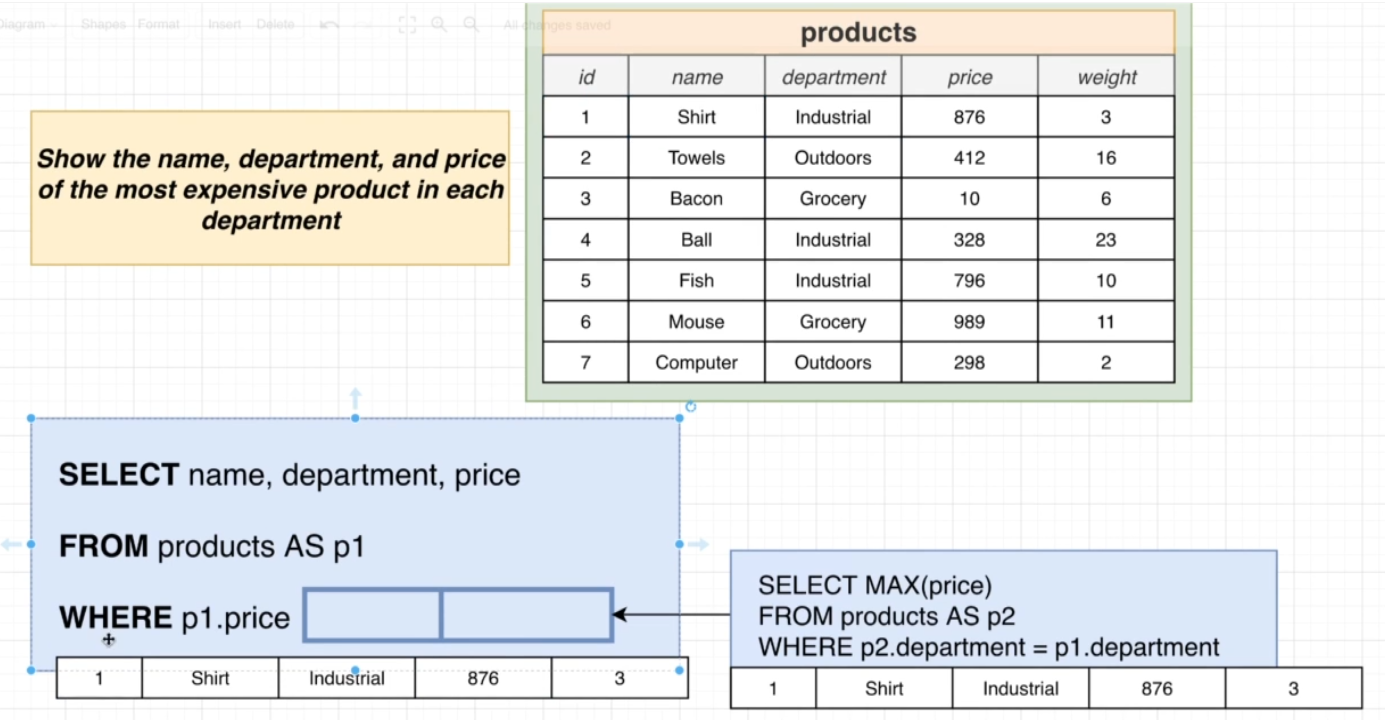 Diagram Shapes Format Insert Delete All changes saved
products
id name department price weight
1 Shirt Industrial 876 3
2 Towels Outdoors 412 16
3 Bacon Grocery 10 6
4 Ball Industrial 328 23
5 Fish Industrial 796 10
6 Mouse Grocery 989 11
7 Computer Outdoors 298 2
Show the name, department, and price
of the most expensive product in each
department
SELECT name, department, price
FROM products AS p1
WHERE p1.price
1 Shirt Industrial 876 3
SELECT MAX(price)
FROM products AS p2
WHERE p2.department = p1.department
1 Shirt Industrial 876 3